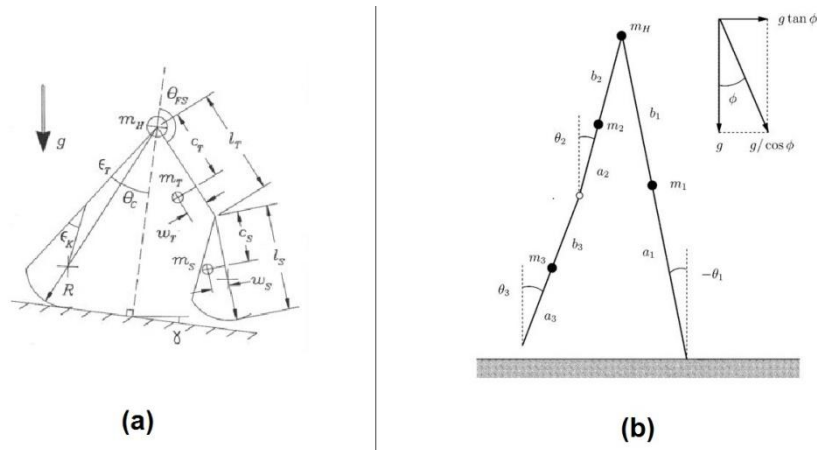 θ_FS
m_H
g
l_T
c_T
ε_T
θ_C
m_T
w_T
ε_K
c_S
l_S
m_S
w_S
R
γ
(a)
m_H
g tan ϕ
b_2
b_1
ϕ
g
g/cos ϕ
θ_2
m_2
a_2
m_1
b_3
m_3
a_1
θ_3
a_3
−θ_1
(b)